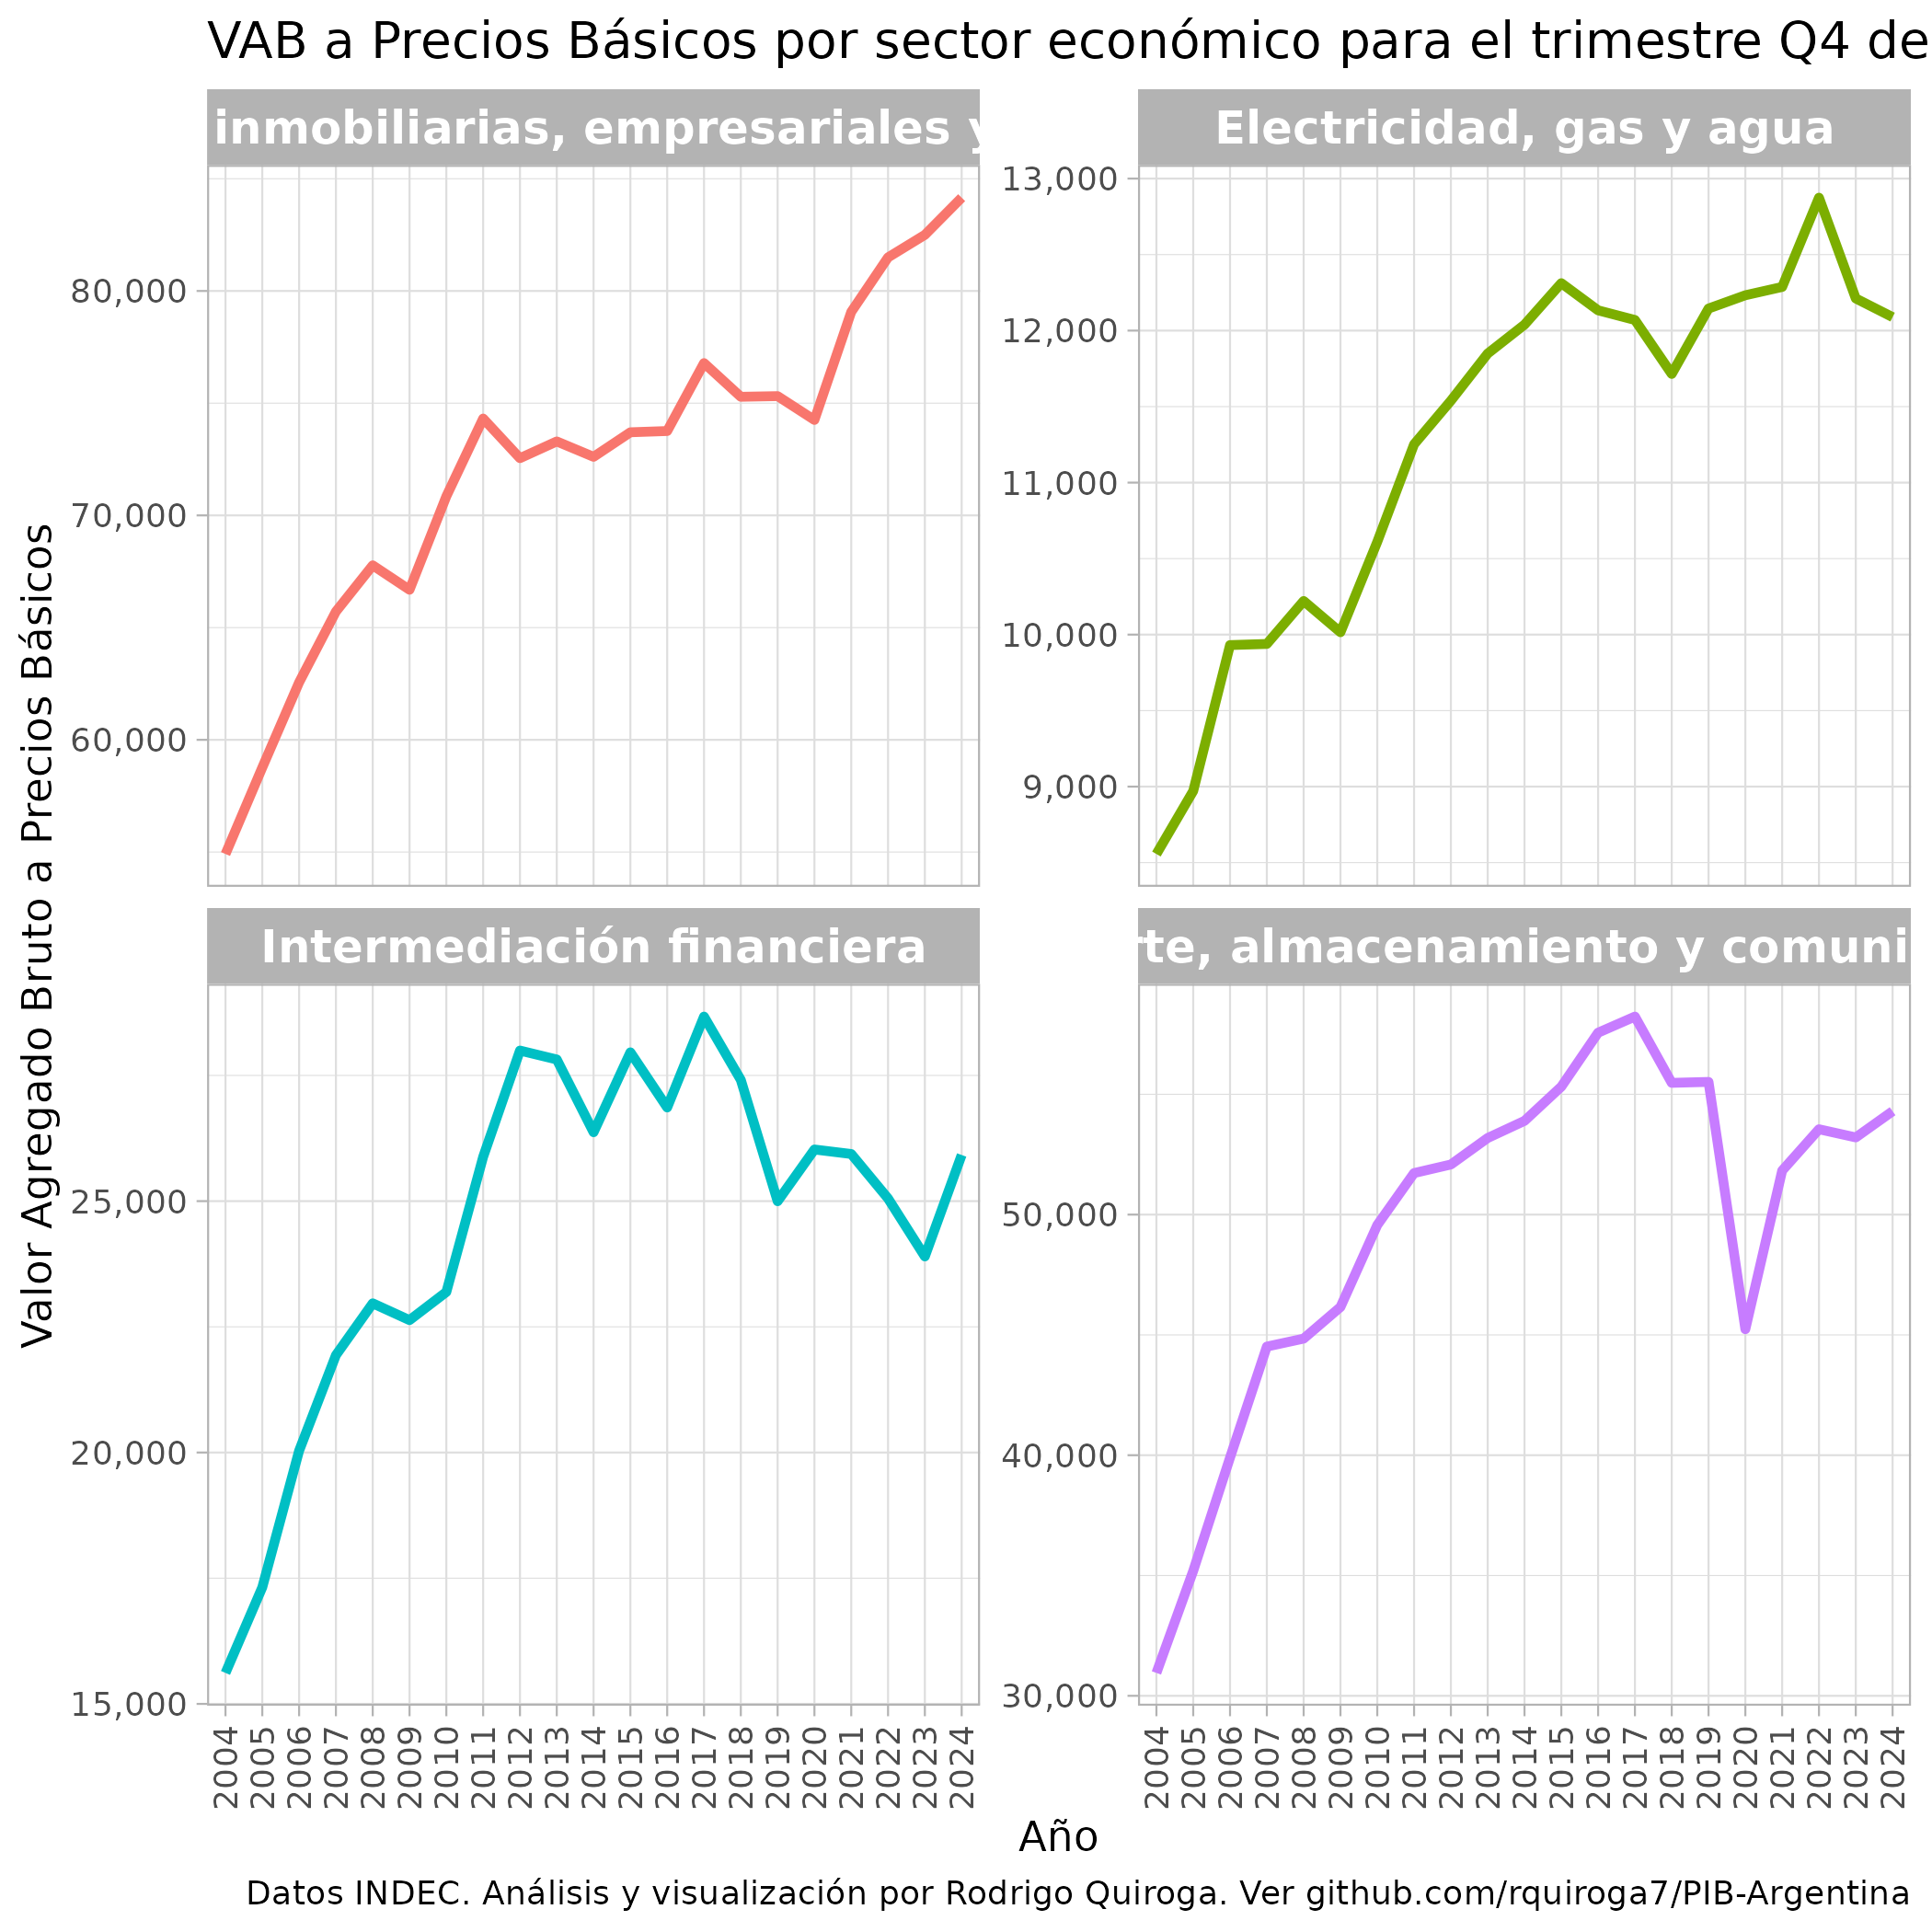 VAB a Precios Básicos por sector económico para el trimestre Q4 de
inmobiliarias, empresariales y
Electricidad, gas y agua
80,000
70,000
60,000
13,000
12,000
11,000
10,000
9,000
Valor Agregado Bruto a Precios Básicos
Intermediación financiera
te, almacenamiento y comuni
25,000
20,000
15,000
50,000
40,000
30,000
2004 2005 2006 2007 2008 2009 2010 2011 2012 2013 2014 2015 2016 2017 2018 2019 2020 2021 2022 2023 2024
2004 2005 2006 2007 2008 2009 2010 2011 2012 2013 2014 2015 2016 2017 2018 2019 2020 2021 2022 2023 2024
Año
Datos INDEC. Análisis y visualización por Rodrigo Quiroga. Ver github.com/rquiroga7/PIB-Argentina